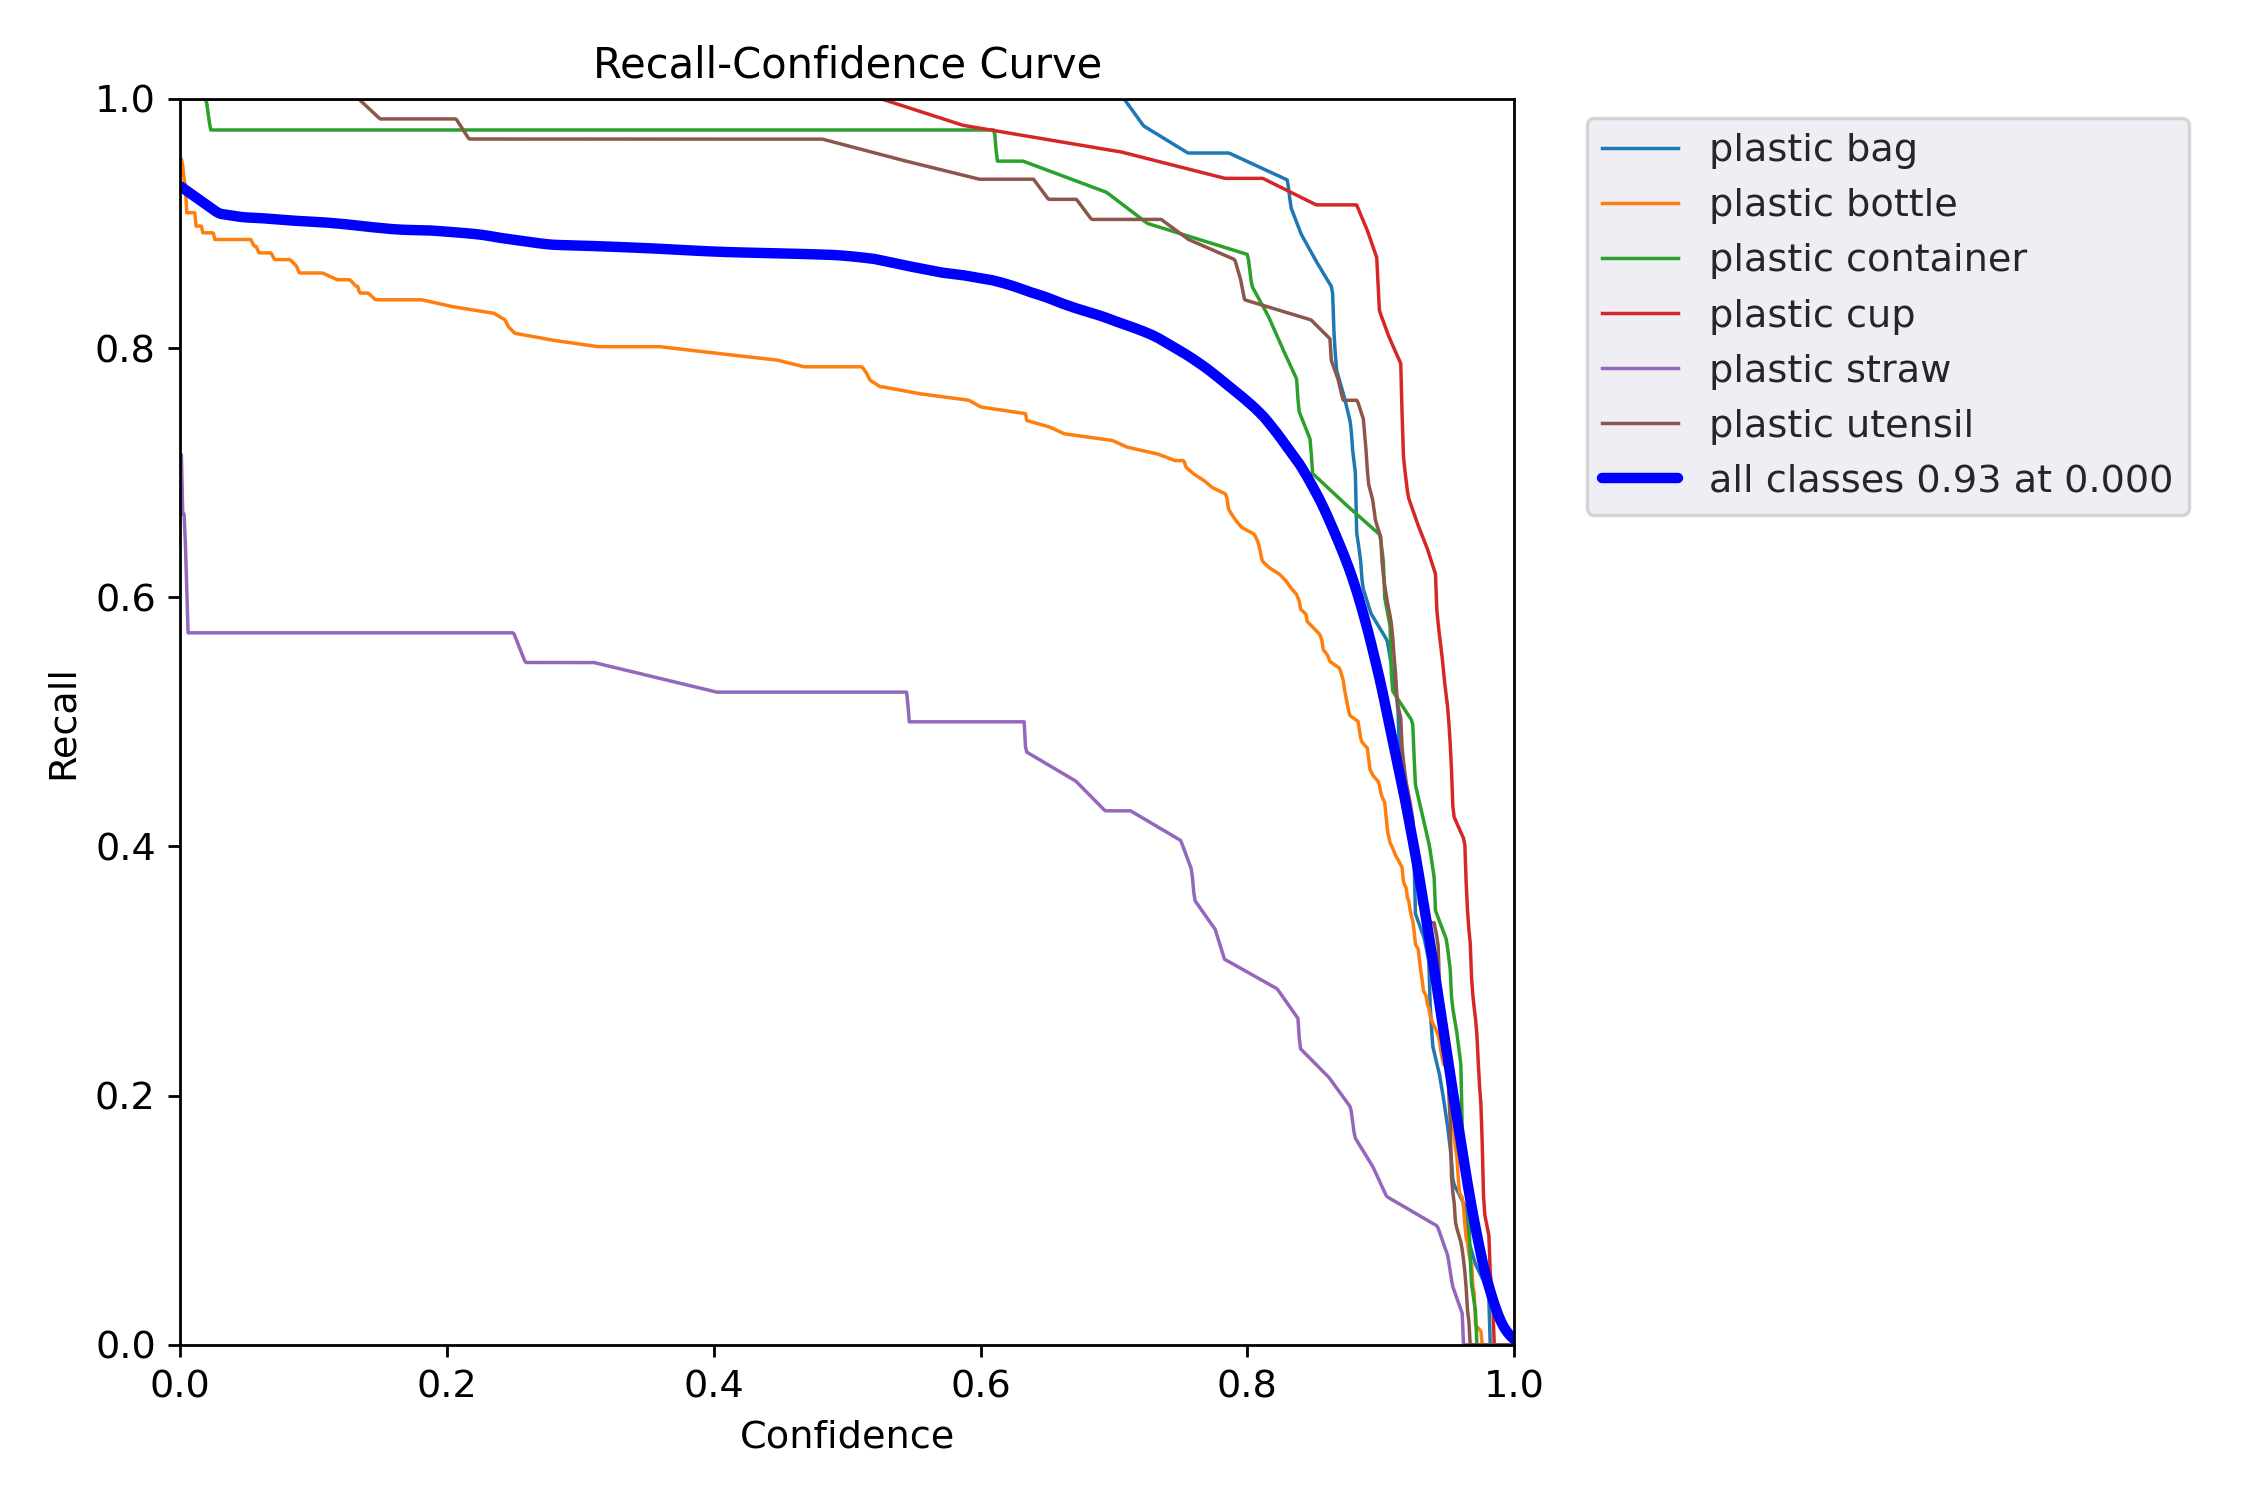 Recall-Confidence Curve
1.0
0.8
0.6
0.4
0.2
0.0
Recall
0.0 0.2 0.4 0.6 0.8 1.0
Confidence
plastic bag
plastic bottle
plastic container
plastic cup
plastic straw
plastic utensil
all classes 0.93 at 0.000